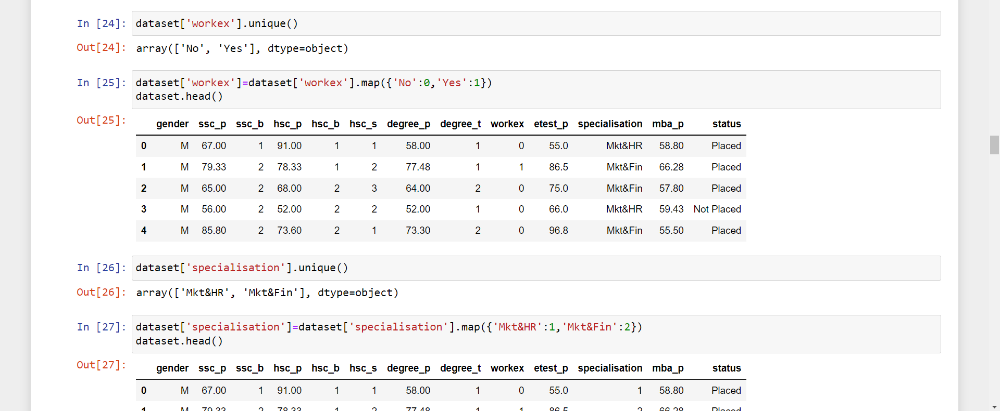 In [24]: dataset['workex'].unique()
Out[24]: array(['No', 'Yes'], dtype=object)
In [25]: dataset['workex']=dataset['workex'].map({'No':0,'Yes':1})
dataset.head()
Out[25]:
gender ssc_p ssc_b hsc_p hsc_b hsc_s degree_p degree_t workex etest_p specialisation mba_p status
0 M 67.00 1 91.00 1 1 58.00 1 0 55.0 Mkt&HR 58.80 Placed
1 M 79.33 2 78.33 1 2 77.48 1 1 86.5 Mkt&Fin 66.28 Placed
2 M 65.00 2 68.00 2 3 64.00 2 0 75.0 Mkt&Fin 57.80 Placed
3 M 56.00 2 52.00 2 2 52.00 1 0 66.0 Mkt&HR 59.43 Not Placed
4 M 85.80 2 73.60 2 1 73.30 2 0 96.8 Mkt&Fin 55.50 Placed
In [26]: dataset['specialisation'].unique()
Out[26]: array(['Mkt&HR', 'Mkt&Fin'], dtype=object)
In [27]: dataset['specialisation']=dataset['specialisation'].map({'Mkt&HR':1,'Mkt&Fin':2})
dataset.head()
Out[27]:
gender ssc_p ssc_b hsc_p hsc_b hsc_s degree_p degree_t workex etest_p specialisation mba_p status
0 M 67.00 1 91.00 1 1 58.00 1 0 55.0 1 58.80 Placed
1 M 79.33 2 78.33 1 2 77.48 1 1 86.5 2 66.28 Placed